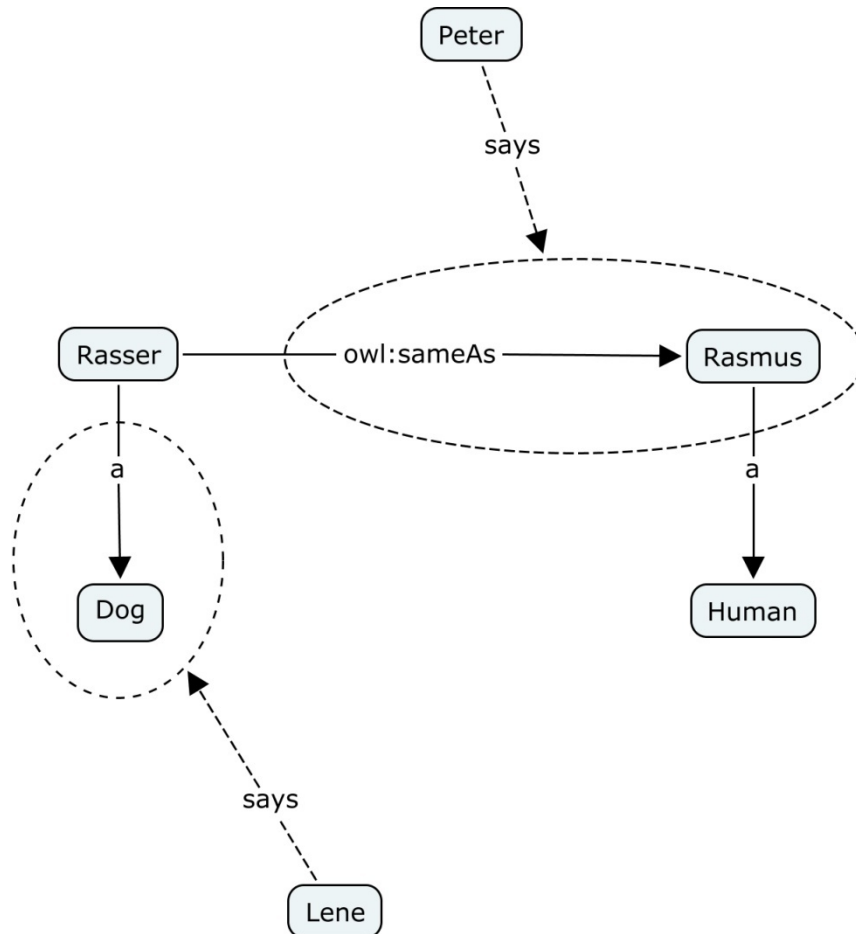 Peter
says
Rasser
owl:sameAs
Rasmus
a
a
Dog
Human
says
Lene